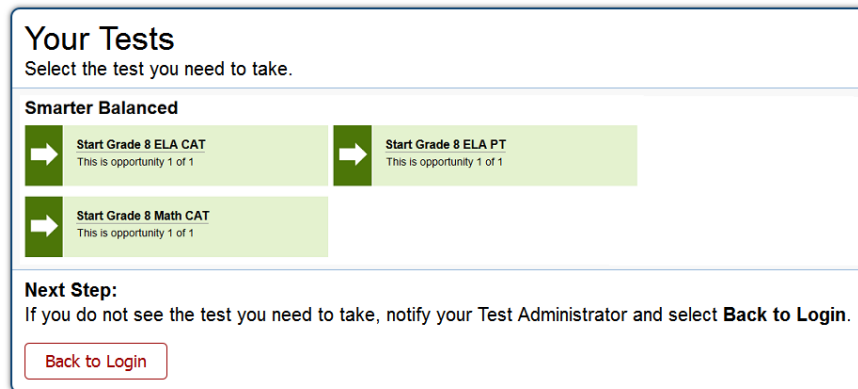 Your Tests
Select the test you need to take.
Smarter Balanced
Start Grade 8 ELA CAT
This is opportunity 1 of 1
Start Grade 8 ELA PT
This is opportunity 1 of 1
Start Grade 8 Math CAT
This is opportunity 1 of 1
Next Step:
If you do not see the test you need to take, notify your Test Administrator and select Back to Login.
Back to Login